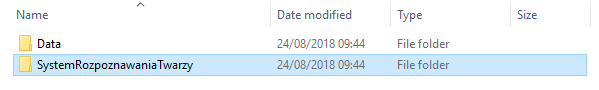 Name Date modified Type Size
Data 24/08/2018 09:44 File folder
SystemRozpoznawaniaTwarzy 24/08/2018 09:44 File folder